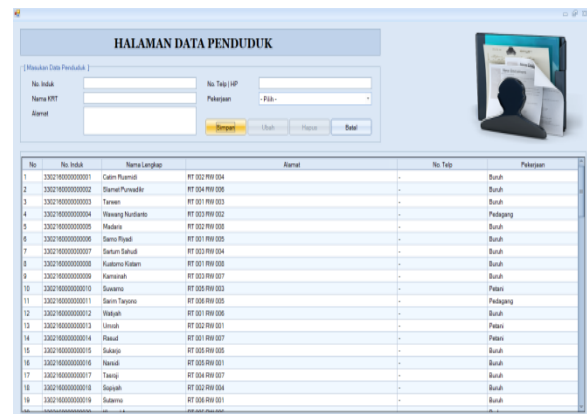 HALAMAN DATA PENDUDUK
[ Masukan Data Penduduk ]
No. Induk
No. Telp | HP
Nama KRT
Pekerjaan
- Pilih -
Alamat
Simpan Ubah Hapus Batal
No No. Induk Nama Lengkap Alamat No. Telp Pekerjaan
1 3302160000000001 Catim Rusmidi RT 002 RW 004 - Buruh
2 3302160000000002 Slamet Purwadik RT 004 RW 006 - Buruh
3 3302160000000003 Tarwen RT 001 RW 003 - Buruh
4 3302160000000004 Wawang Nurdianto RT 003 RW 002 - Pedagang
5 3302160000000005 Madaris RT 002 RW 008 - Buruh
6 3302160000000006 Sarno Riyadi RT 001 RW 005 - Buruh
7 3302160000000007 Sartum Sahudi RT 003 RW 004 - Buruh
8 3302160000000008 Kustomo Kistam RT 001 RW 008 - Buruh
9 3302160000000009 Kamsinah RT 003 RW 007 - Buruh
10 3302160000000010 Suwarno RT 005 RW 003 - Petani
11 3302160000000011 Sarim Taryono RT 006 RW 005 - Pedagang
12 3302160000000012 Watiyah RT 001 RW 006 - Buruh
13 3302160000000013 Umroh RT 002 RW 001 - Petani
14 3302160000000014 Rasud RT 001 RW 007 - Petani
15 3302160000000015 Sukarjo RT 005 RW 005 - Buruh
16 3302160000000016 Narsidi RT 005 RW 001 - Buruh
17 3302160000000017 Tasroji RT 004 RW 007 - Buruh
18 3302160000000018 Sopiyah RT 002 RW 004 - Buruh
19 3302160000000019 Sutarmo RT 006 RW 001 - Buruh